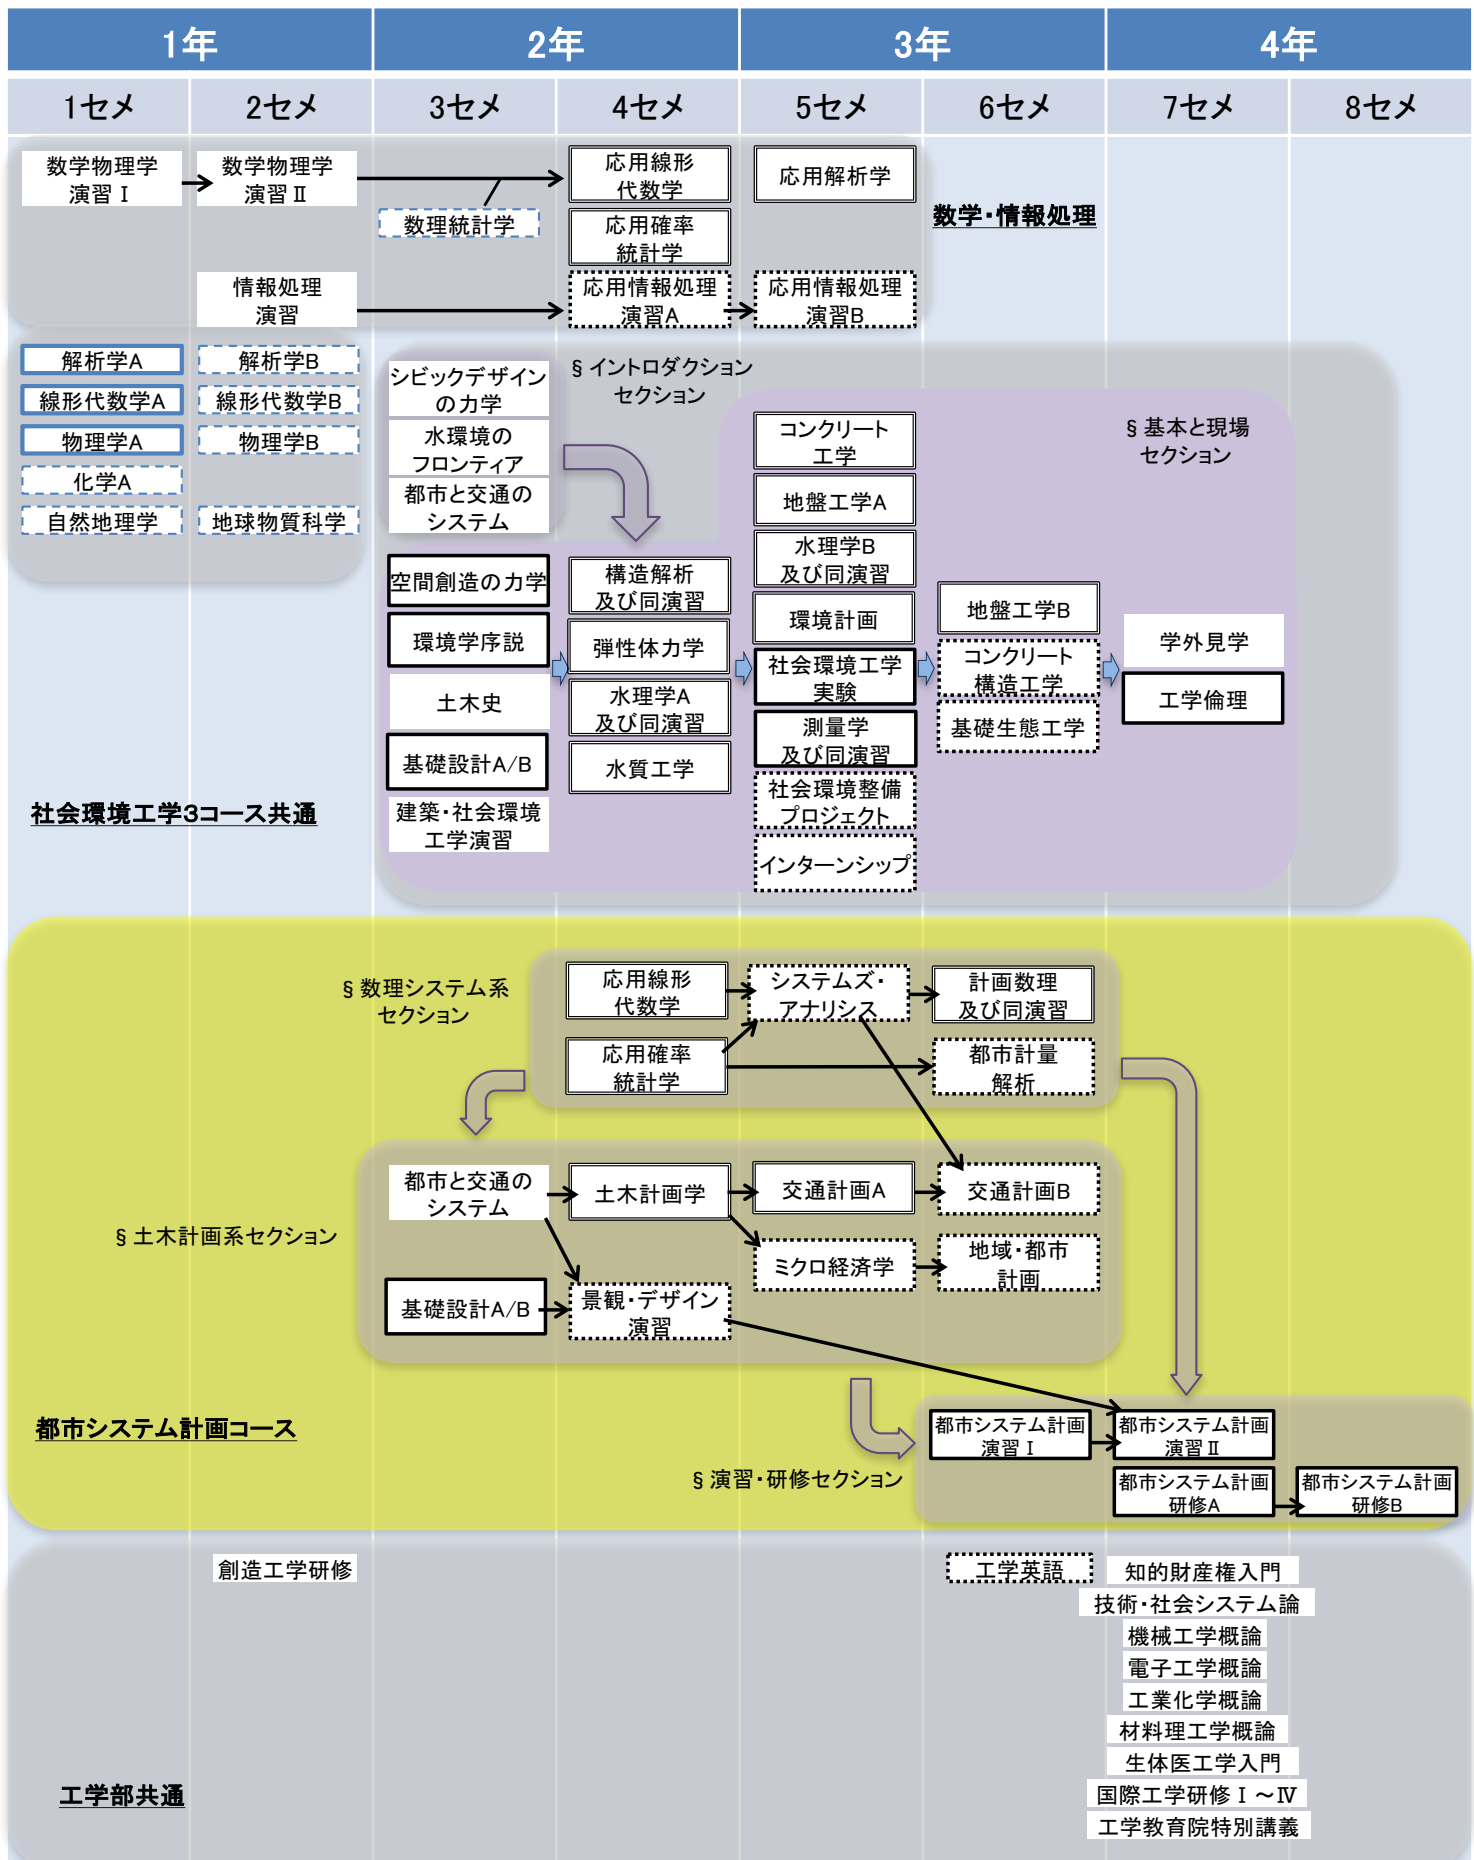 1年
2年
3年
4年
1セメ
2セメ
3セメ
4セメ
5セメ
6セメ
7セメ
8セメ
数学物理学
演習Ⅰ
数学物理学
演習Ⅱ
数理統計学
応用線形
代数学
応用確率
統計学
応用解析学
数学・情報処理
情報処理
演習
応用情報処理
演習A
応用情報処理
演習B
解析学A
線形代数学A
物理学A
化学A
自然地理学
解析学B
線形代数学B
物理学B
地球物質科学
シビックデザイン
の力学
水環境の
フロンティア
都市と交通の
システム
§イントロダクション
セクション
§基本と現場
セクション
空間創造の力学
環境学序説
土木史
基礎設計A/B
建築・社会環境
工学演習
構造解析
及び同演習
弾性体力学
水理学A
及び同演習
水質工学
コンクリート
工学
地盤工学A
水理学B
及び同演習
環境計画
社会環境工学
実験
測量学
及び同演習
社会環境整備
プロジェクト
インターンシップ
地盤工学B
コンクリート
構造工学
基礎生態工学
学外見学
工学倫理
社会環境工学3コース共通
§数理システム系
セクション
応用線形
代数学
応用確率
統計学
システムズ・
アナリシス
計画数理
及び同演習
都市計量
解析
§土木計画系セクション
都市と交通の
システム
基礎設計A/B
土木計画学
景観・デザイン
演習
交通計画A
ミクロ経済学
交通計画B
地域・都市
計画
都市システム計画コース
§演習・研修セクション
都市システム計画
演習Ⅰ
都市システム計画
演習Ⅱ
都市システム計画
研修A
都市システム計画
研修B
創造工学研修
工学英語
知的財産権入門
技術・社会システム論
機械工学概論
電子工学概論
工業化学概論
材料理工学概論
生体医工学入門
国際工学研修Ⅰ～Ⅳ
工学教育院特別講義
工学部共通